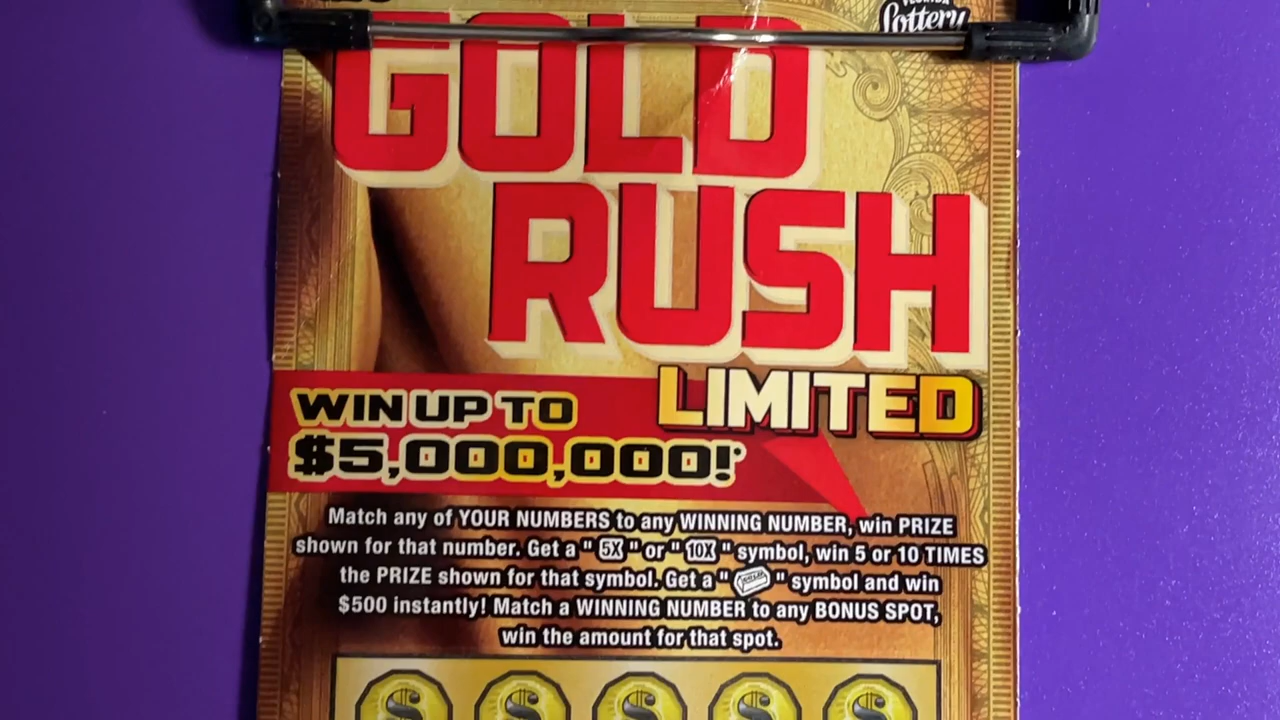 FLORIDA
Lottery
GOLD
RUSH
LIMITED
WIN UP TO
$5,000,000!*
Match any of YOUR NUMBERS to any WINNING NUMBER, win PRIZE
shown for that number. Get a "5X" or "10X" symbol, win 5 or 10 TIMES
the PRIZE shown for that symbol. Get a " " symbol and win
$500 instantly! Match a WINNING NUMBER to any BONUS SPOT,
win the amount for that spot.
$ $ $ $ $